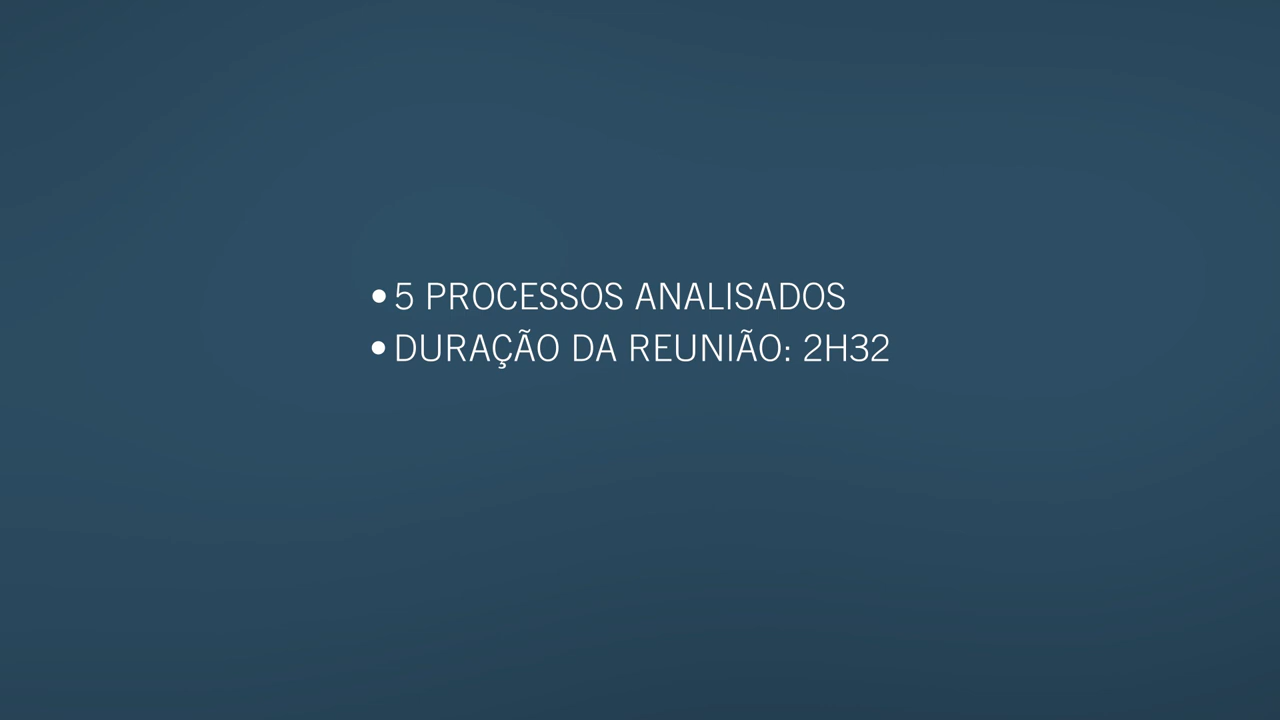 • 5 PROCESSOS ANALISADOS
• DURAÇÃO DA REUNIÃO: 2H32